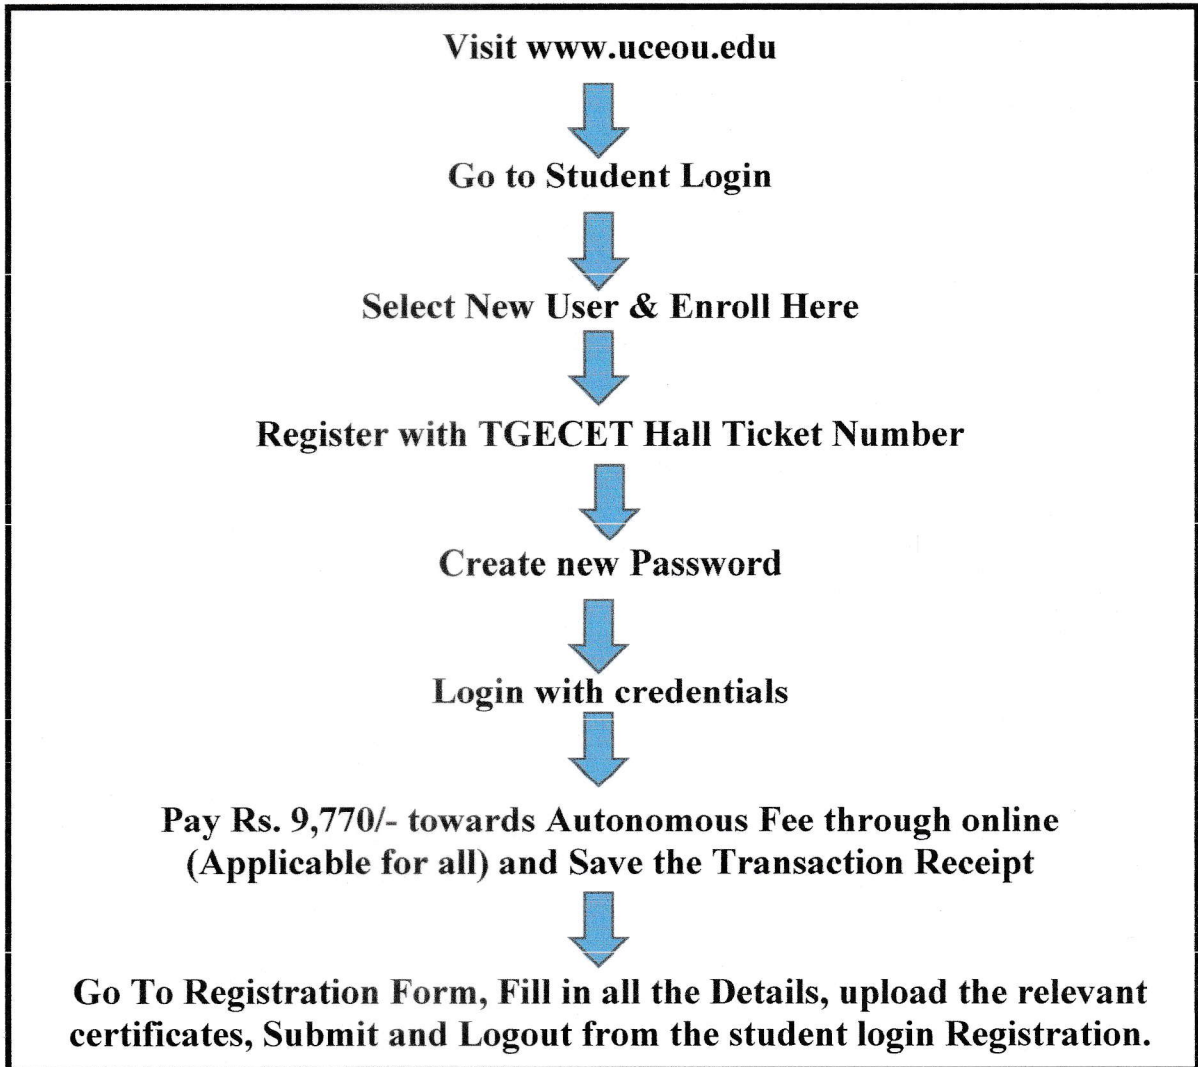 Visit www.uceou.edu
Go to Student Login
Select New User & Enroll Here
Register with TGECET Hall Ticket Number
Create new Password
Login with credentials
Pay Rs. 9,770/- towards Autonomous Fee through online
(Applicable for all) and Save the Transaction Receipt
Go To Registration Form, Fill in all the Details, upload the relevant
certificates, Submit and Logout from the student login Registration.